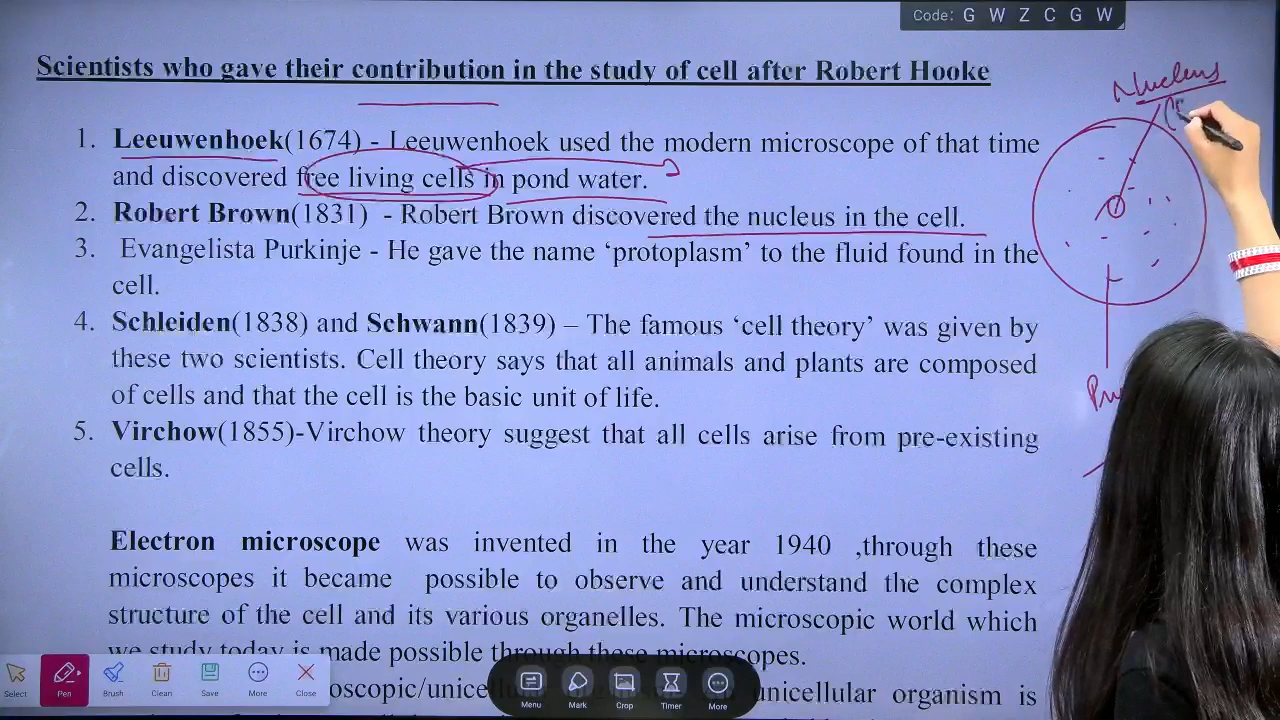 Code: G W Z C G W
Scientists who gave their contribution in the study of cell after Robert Hooke
Nucleus
1. Leeuwenhoek(1674) - Leeuwenhoek used the modern microscope of that time
and discovered free living cells in pond water.
2. Robert Brown(1831) - Robert Brown discovered the nucleus in the cell.
3. Evangelista Purkinje - He gave the name ‘protoplasm’ to the fluid found in the
cell.
4. Schleiden(1838) and Schwann(1839) – The famous ‘cell theory’ was given by
these two scientists. Cell theory says that all animals and plants are composed
of cells and that the cell is the basic unit of life.
5. Virchow(1855)-Virchow theory suggest that all cells arise from pre-existing
cells.
Electron microscope was invented in the year 1940 ,through these
microscopes it became possible to observe and understand the complex
structure of the cell and its various organelles. The microscopic world which
we study today is made possible through these microscopes.
unicellular organism is
Select Pen Brush Clean Save More Close
Menu Mark Crop Timer More